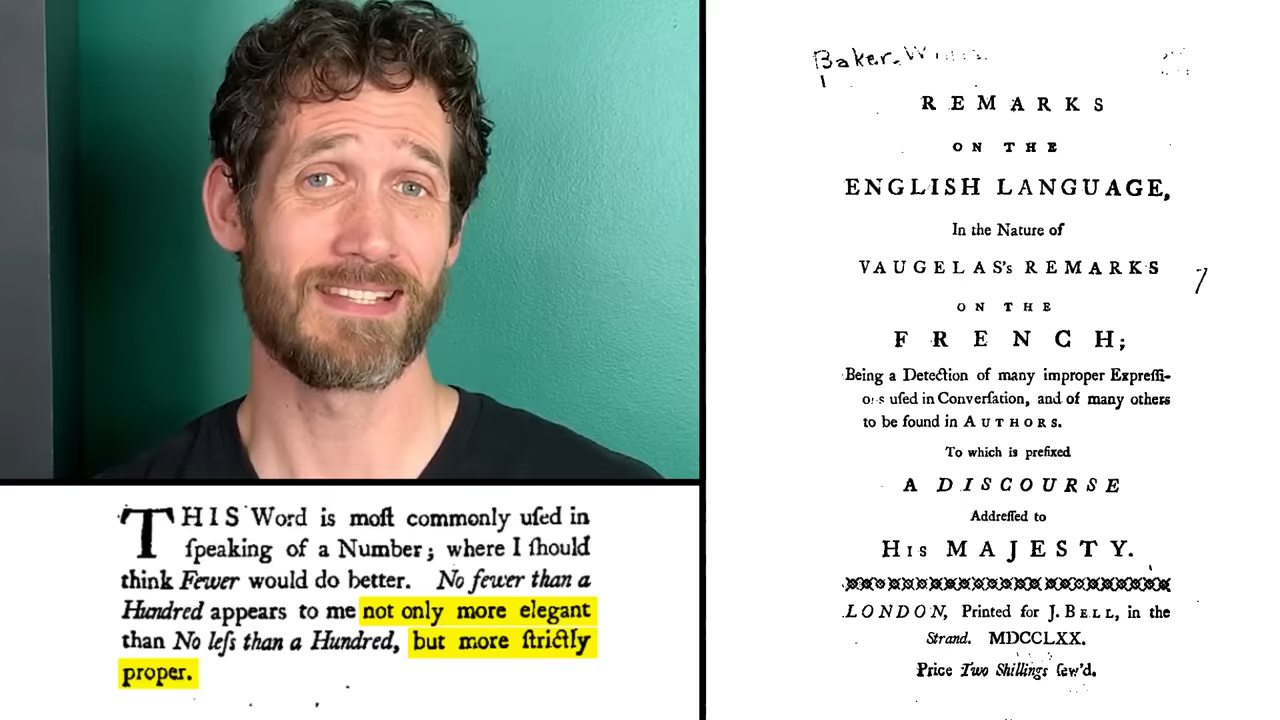 THIS Word is moſt commonly uſed in
ſpeaking of a Number; where I ſhould
think Fewer would do better. No fewer than a
Hundred appears to me not only more elegant
than No leſs than a Hundred, but more ſtrictly
proper.
Baker,
REMARKS
ON THE
ENGLISH LANGUAGE,
In the Nature of
VAUGELAS's REMARKS
ON THE
FRENCH;
Being a Detection of many improper Expreſſi-
ons uſed in Converſation, and of many others
to be found in AUTHORS.
To which is prefixed
A DISCOURSE
Addreſſed to
HIS MAJESTY.
LONDON, Printed for J. BELL, in the
Strand. MDCCLXX.
Price Two Shillings ſew'd.